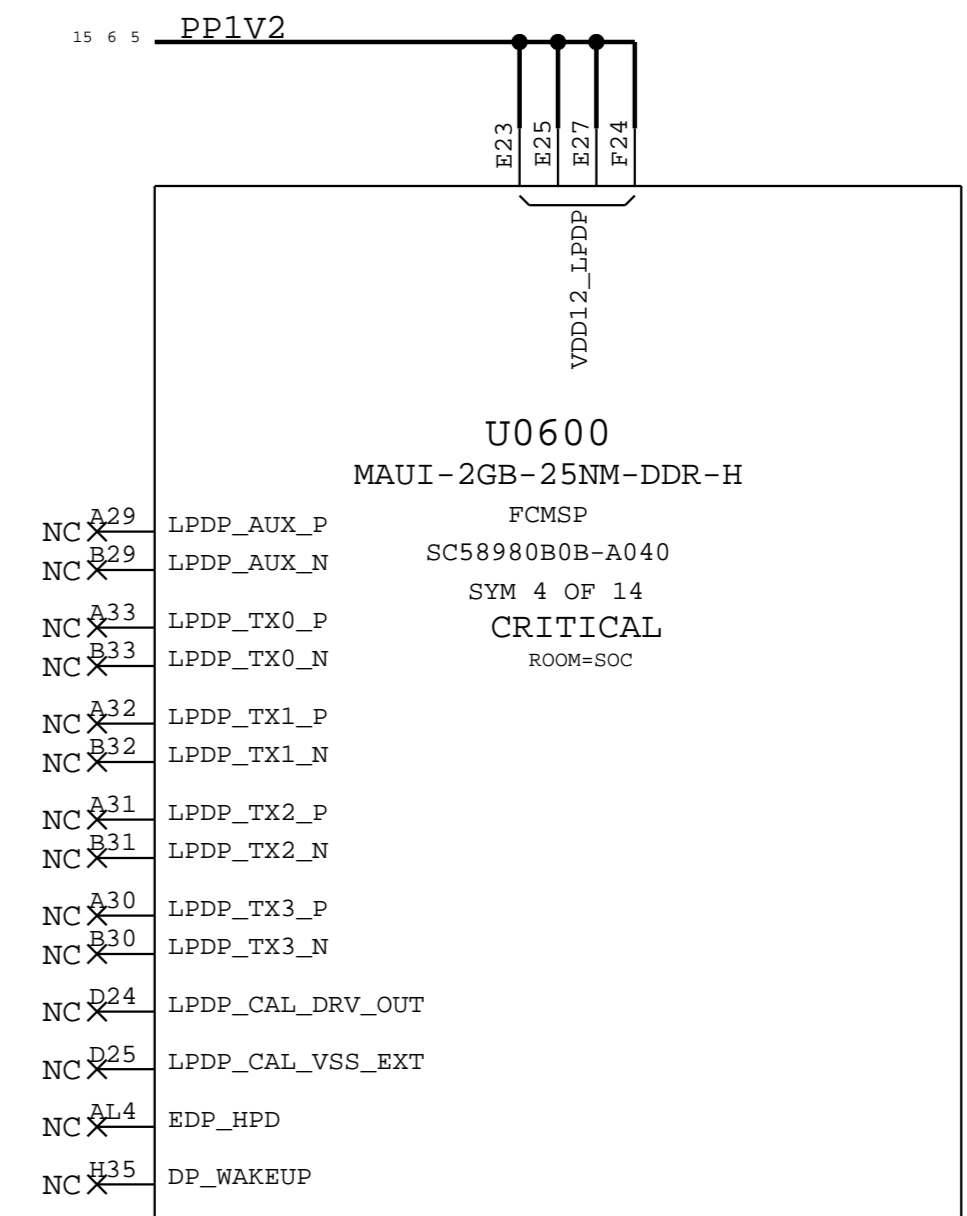 15 6 5 PP1V2
E23
E25
E27
F24
VDD12_LPDP
U0600
MAUI-2GB-25NM-DDR-H
FCMSP
SC58980B0B-A040
SYM 4 OF 14
CRITICAL
ROOM=SOC
NC A29 LPDP_AUX_P
NC B29 LPDP_AUX_N
NC A33 LPDP_TX0_P
NC B33 LPDP_TX0_N
NC A32 LPDP_TX1_P
NC B32 LPDP_TX1_N
NC A31 LPDP_TX2_P
NC B31 LPDP_TX2_N
NC A30 LPDP_TX3_P
NC B30 LPDP_TX3_N
NC D24 LPDP_CAL_DRV_OUT
NC D25 LPDP_CAL_VSS_EXT
NC AL4 EDP_HPD
NC H35 DP_WAKEUP